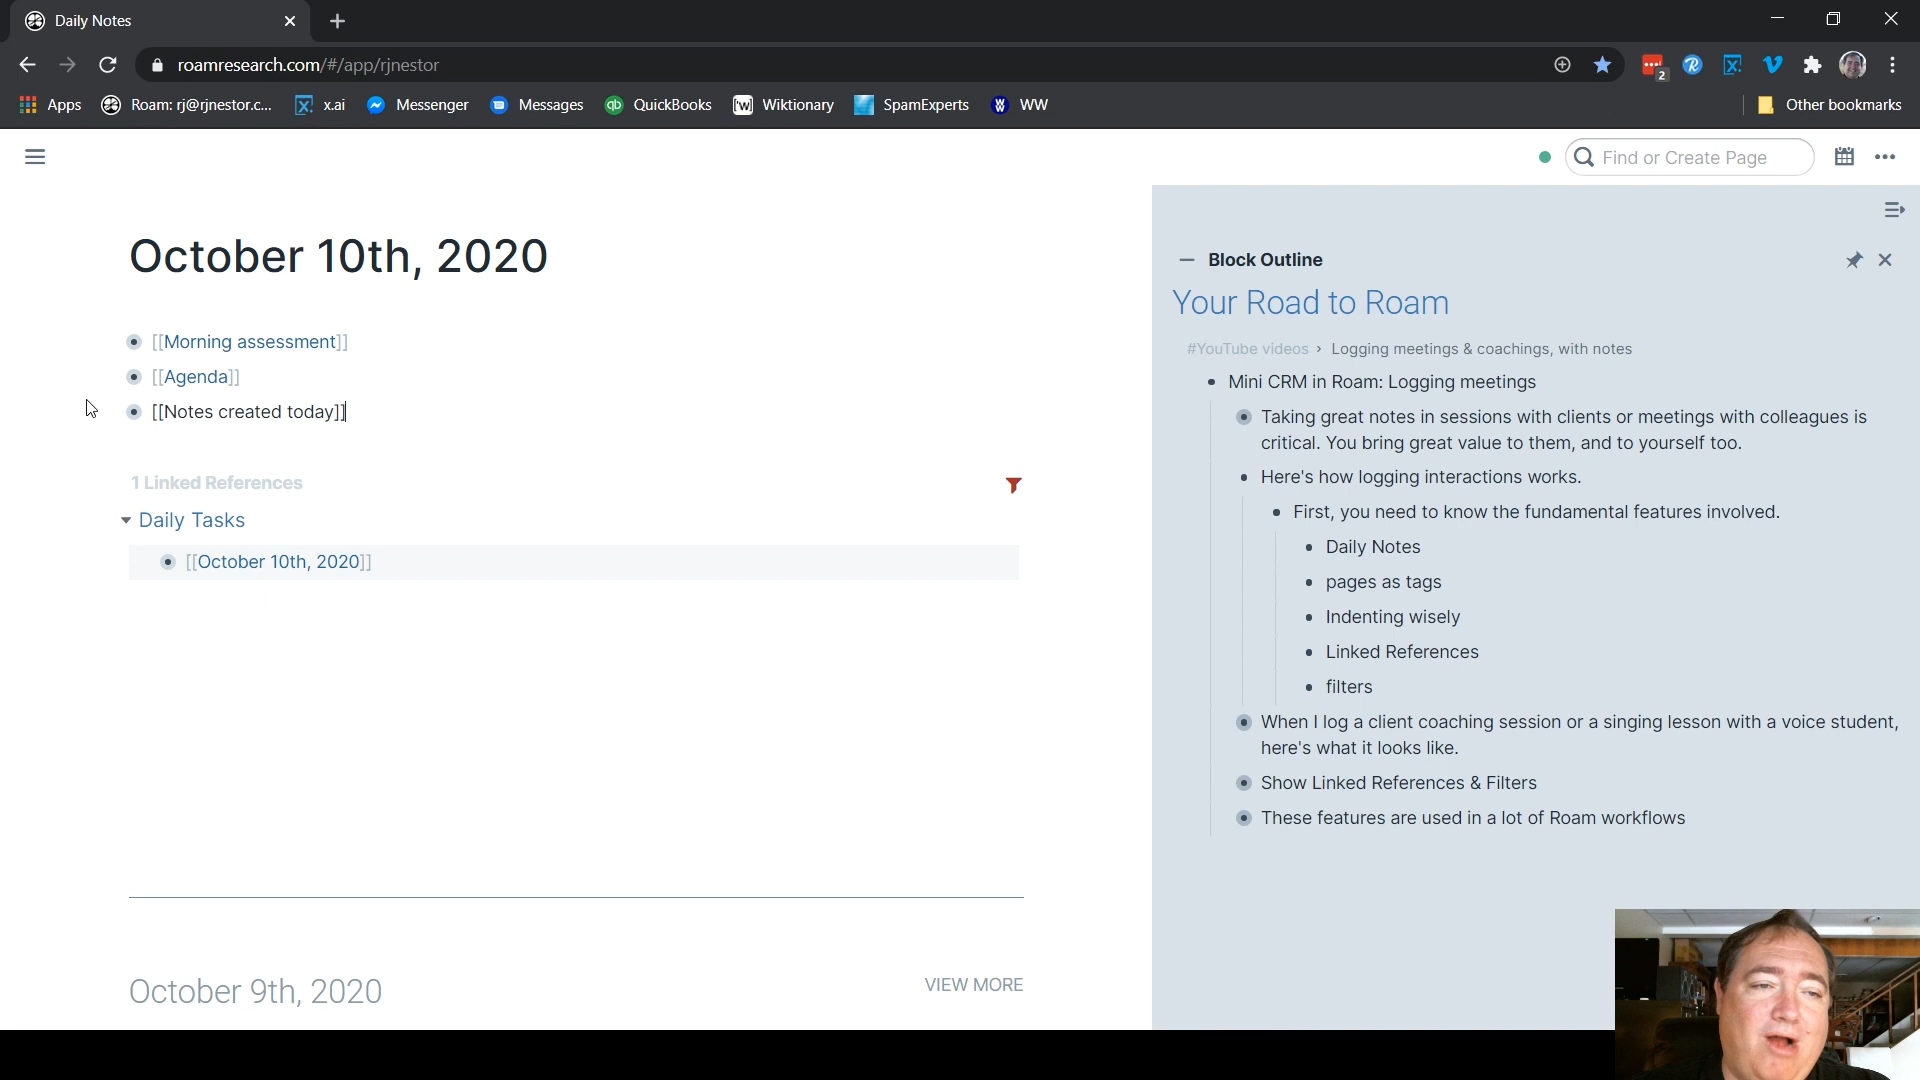 Daily Notes
roamresearch.com/#/app/rjnestor
2
Apps
Roam: rj@rjnestor.c...
x.ai
Messenger
Messages
QuickBooks
Wiktionary
SpamExperts
WW
Other bookmarks
Find or Create Page
October 10th, 2020
[[Morning assessment]]
[[Agenda]]
[[Notes created today]]
1 Linked References
Daily Tasks
[[October 10th, 2020]]
October 9th, 2020
VIEW MORE
Block Outline
Your Road to Roam
#YouTube videos › Logging meetings & coachings, with notes
Mini CRM in Roam: Logging meetings
Taking great notes in sessions with clients or meetings with colleagues is
critical. You bring great value to them, and to yourself too.
Here's how logging interactions works.
First, you need to know the fundamental features involved.
Daily Notes
pages as tags
Indenting wisely
Linked References
filters
When I log a client coaching session or a singing lesson with a voice student,
here's what it looks like.
Show Linked References & Filters
These features are used in a lot of Roam workflows